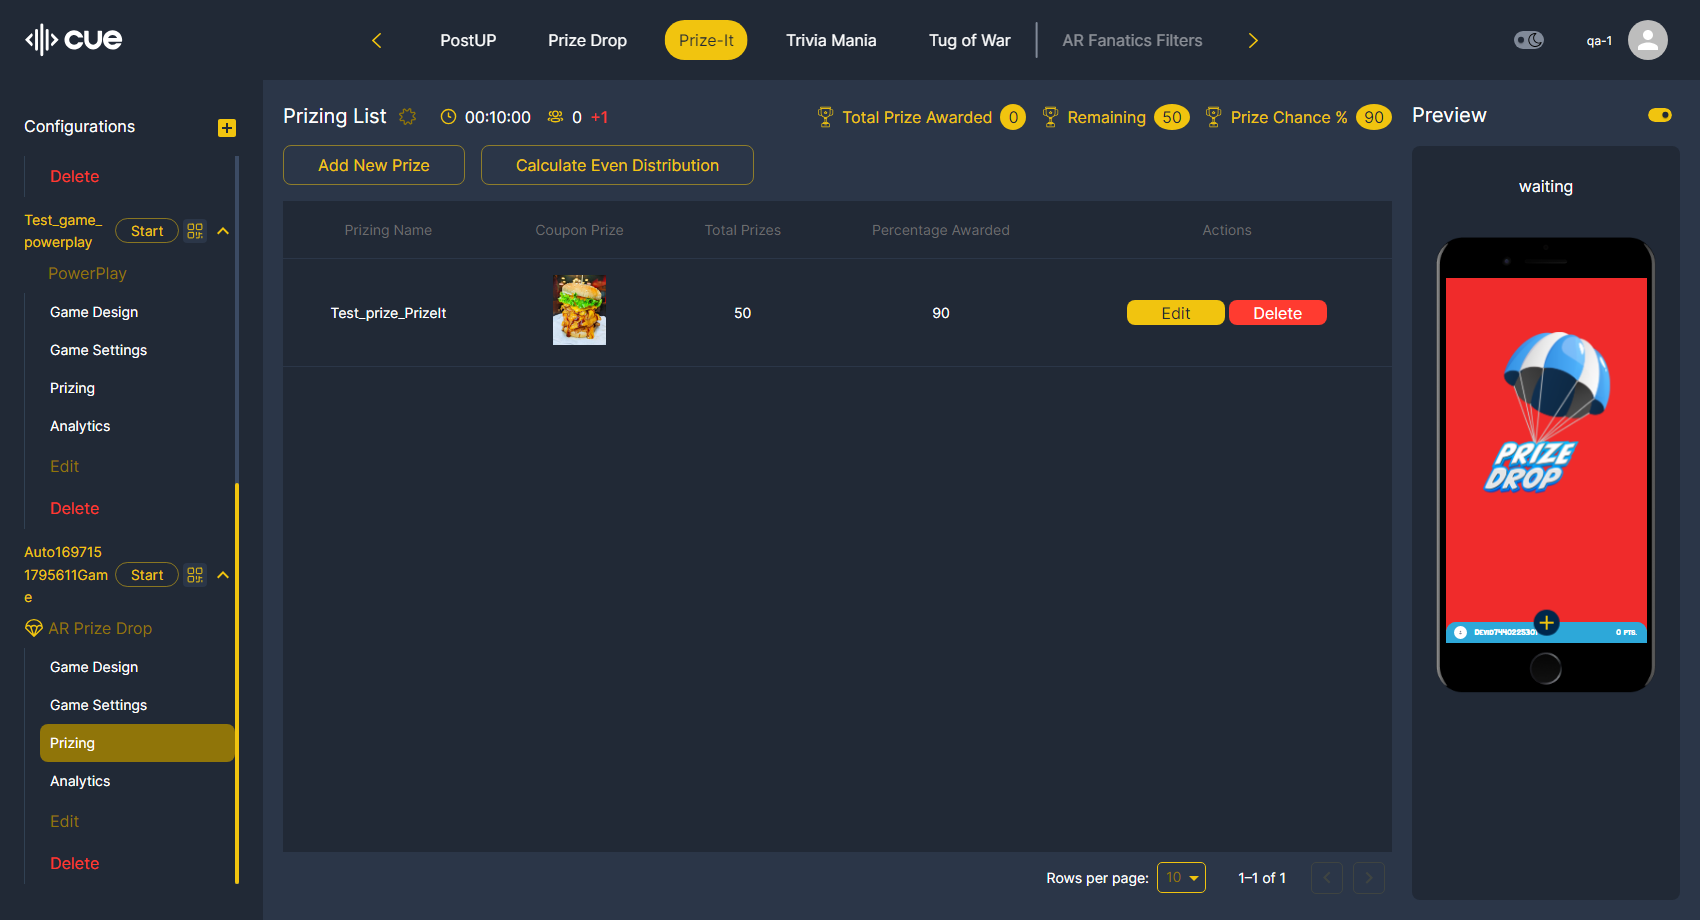 cue
PostUP
Prize Drop
Prize-It
Trivia Mania
Tug of War
AR Fanatics Filters
qa-1
Configurations
Delete
Test_game_
powerplay
Start
PowerPlay
Game Design
Game Settings
Prizing
Analytics
Edit
Delete
Auto169715
1795611Gam
e
Start
AR Prize Drop
Game Design
Game Settings
Prizing
Analytics
Edit
Delete
Prizing List
00:10:00
0 +1
Total Prize Awarded 0
Remaining 50
Prize Chance % 90
Add New Prize
Calculate Even Distribution
Prizing Name Coupon Prize Total Prizes Percentage Awarded Actions
Test_prize_PrizeIt 50 90 Edit Delete
Rows per page: 10 1–1 of 1
Preview
waiting
PRIZE
DROP
0 PTS.